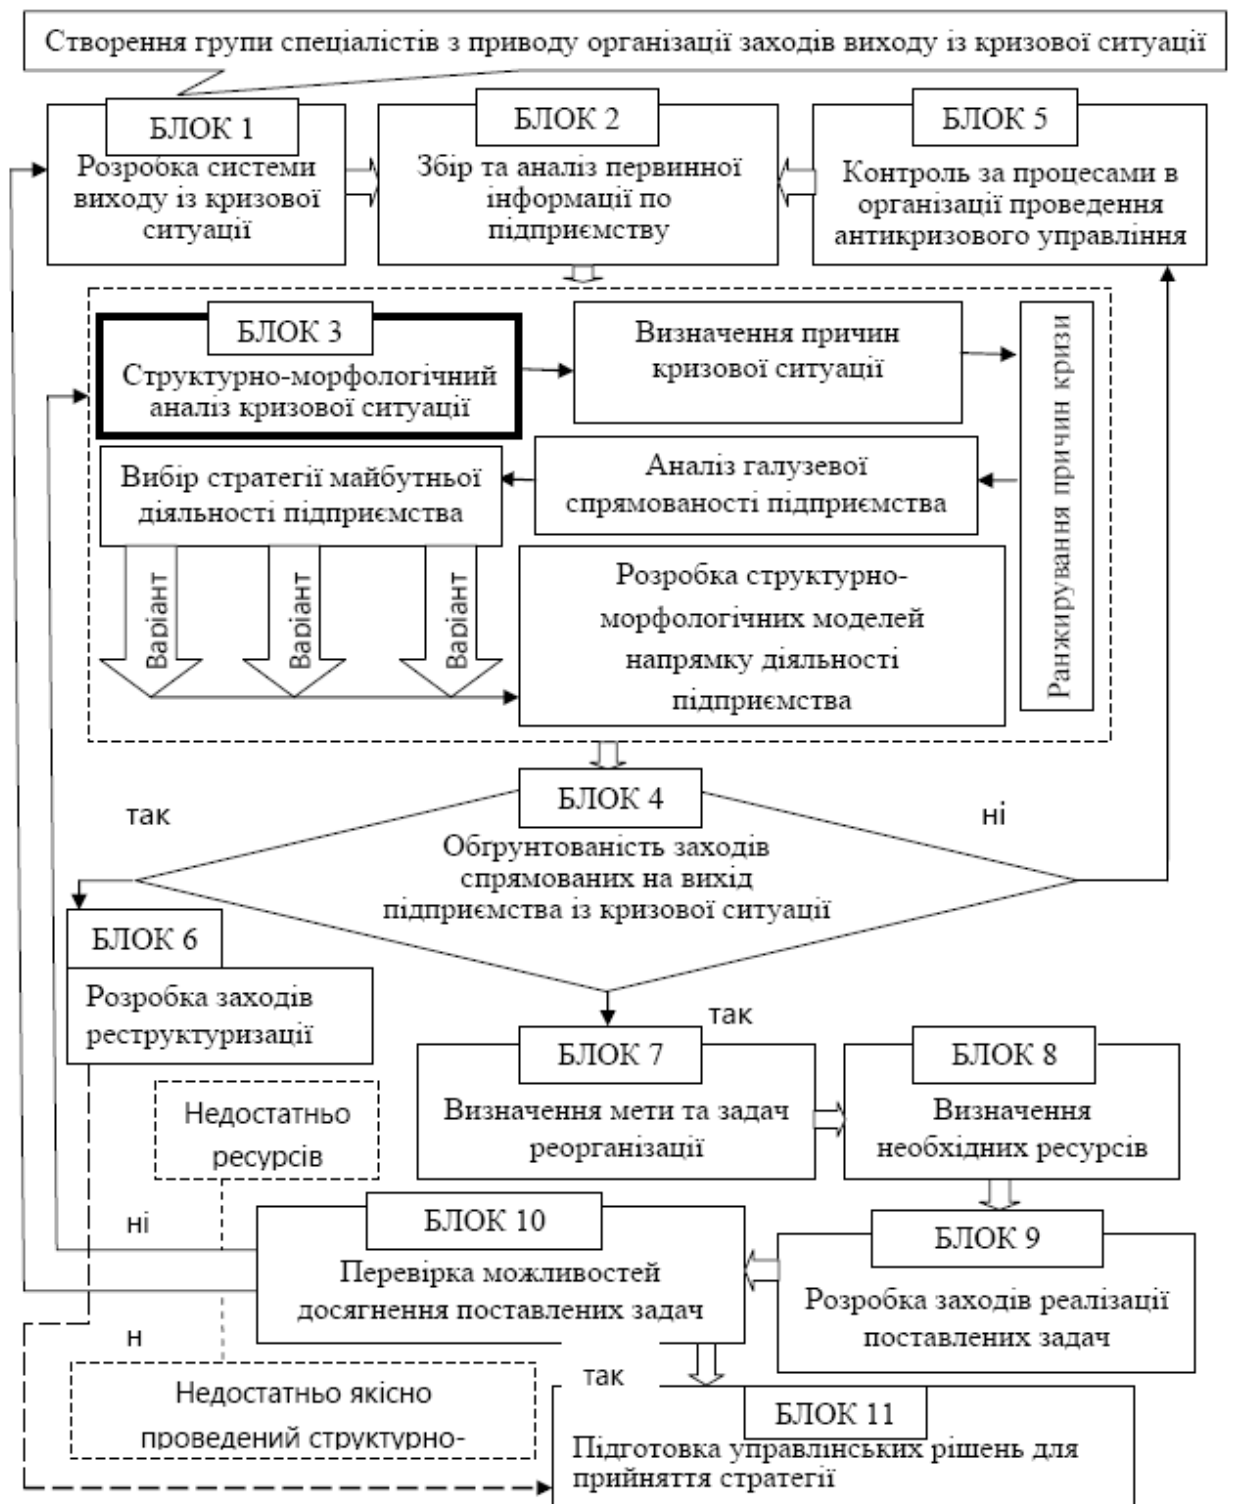 Створення групи спеціалістів з приводу організації заходів виходу із кризової ситуації
БЛОК 1
Розробка системи
виходу із кризової
ситуації
БЛОК 2
Збір та аналіз первинної
інформації по
підприємству
БЛОК 5
Контроль за процесами в
організації проведення
антикризового управління
БЛОК 3
Структурно-морфологічний
аналіз кризової ситуації
Визначення причин
кризової ситуації
Ранжирування причин кризи
Аналіз галузевої
спрямованості підприємства
Вибір стратегії майбутньої
діяльності підприємства
Варіант
Варіант
Варіант
Розробка структурно-
морфологічних моделей
напрямку діяльності
підприємства
БЛОК 4
так
ні
Обґрунтованість заходів
спрямованих на вихід
підприємства із кризової ситуації
БЛОК 6
Розробка заходів
реструктуризації
так
БЛОК 7
Визначення мети та задач
реорганізації
БЛОК 8
Визначення
необхідних ресурсів
Недостатньо
ресурсів
ні
БЛОК 10
Перевірка можливостей
досягнення поставлених задач
БЛОК 9
Розробка заходів реалізації
поставлених задач
н
Недостатньо якісно
проведений структурно-
так
БЛОК 11
Підготовка управлінських рішень для
прийняття стратегії